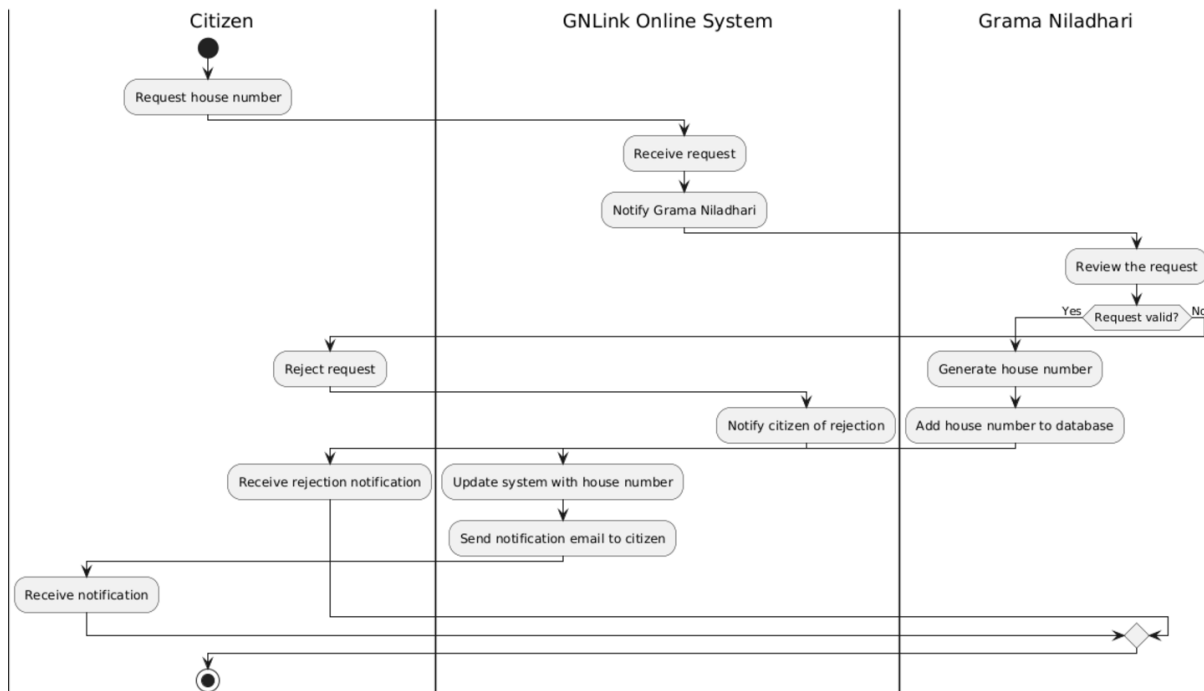 Citizen
GNLink Online System
Grama Niladhari
Request house number
Receive request
Notify Grama Niladhari
Review the request
Yes
Request valid?
No
Reject request
Generate house number
Notify citizen of rejection
Add house number to database
Receive rejection notification
Update system with house number
Send notification email to citizen
Receive notification